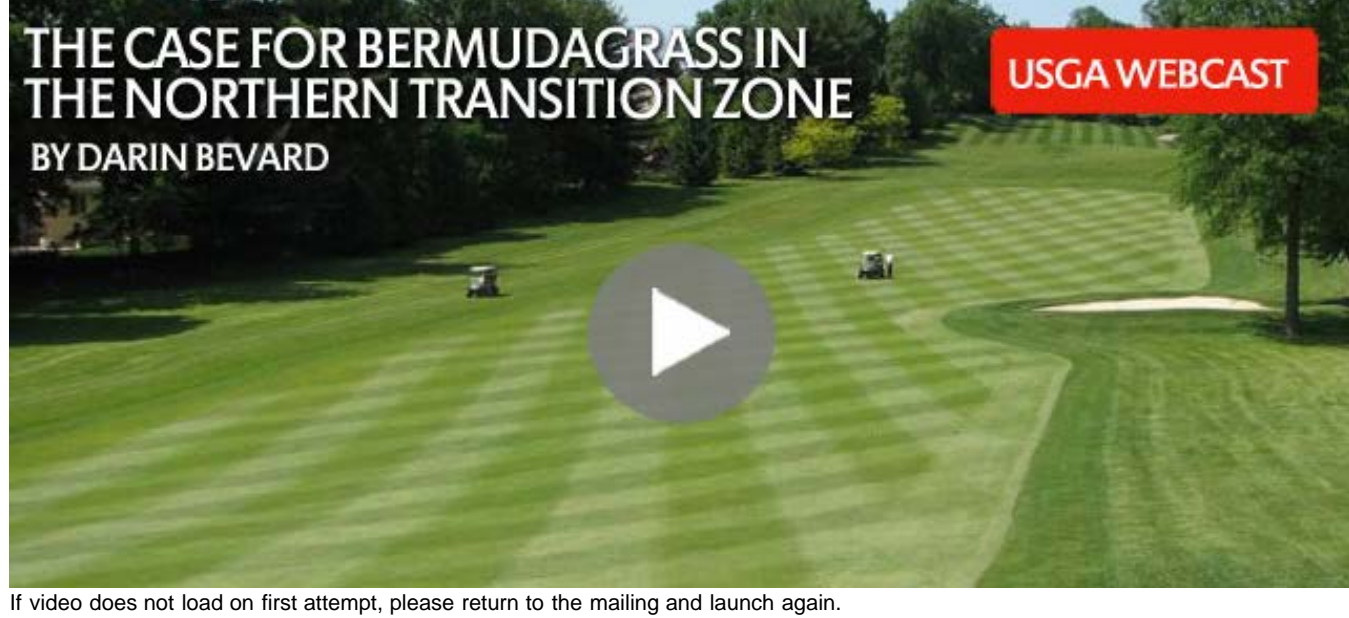 THE CASE FOR BERMUDAGRASS IN
THE NORTHERN TRANSITION ZONE
BY DARIN BEVARD
USGA WEBCAST
If video does not load on first attempt, please return to the mailing and launch again.